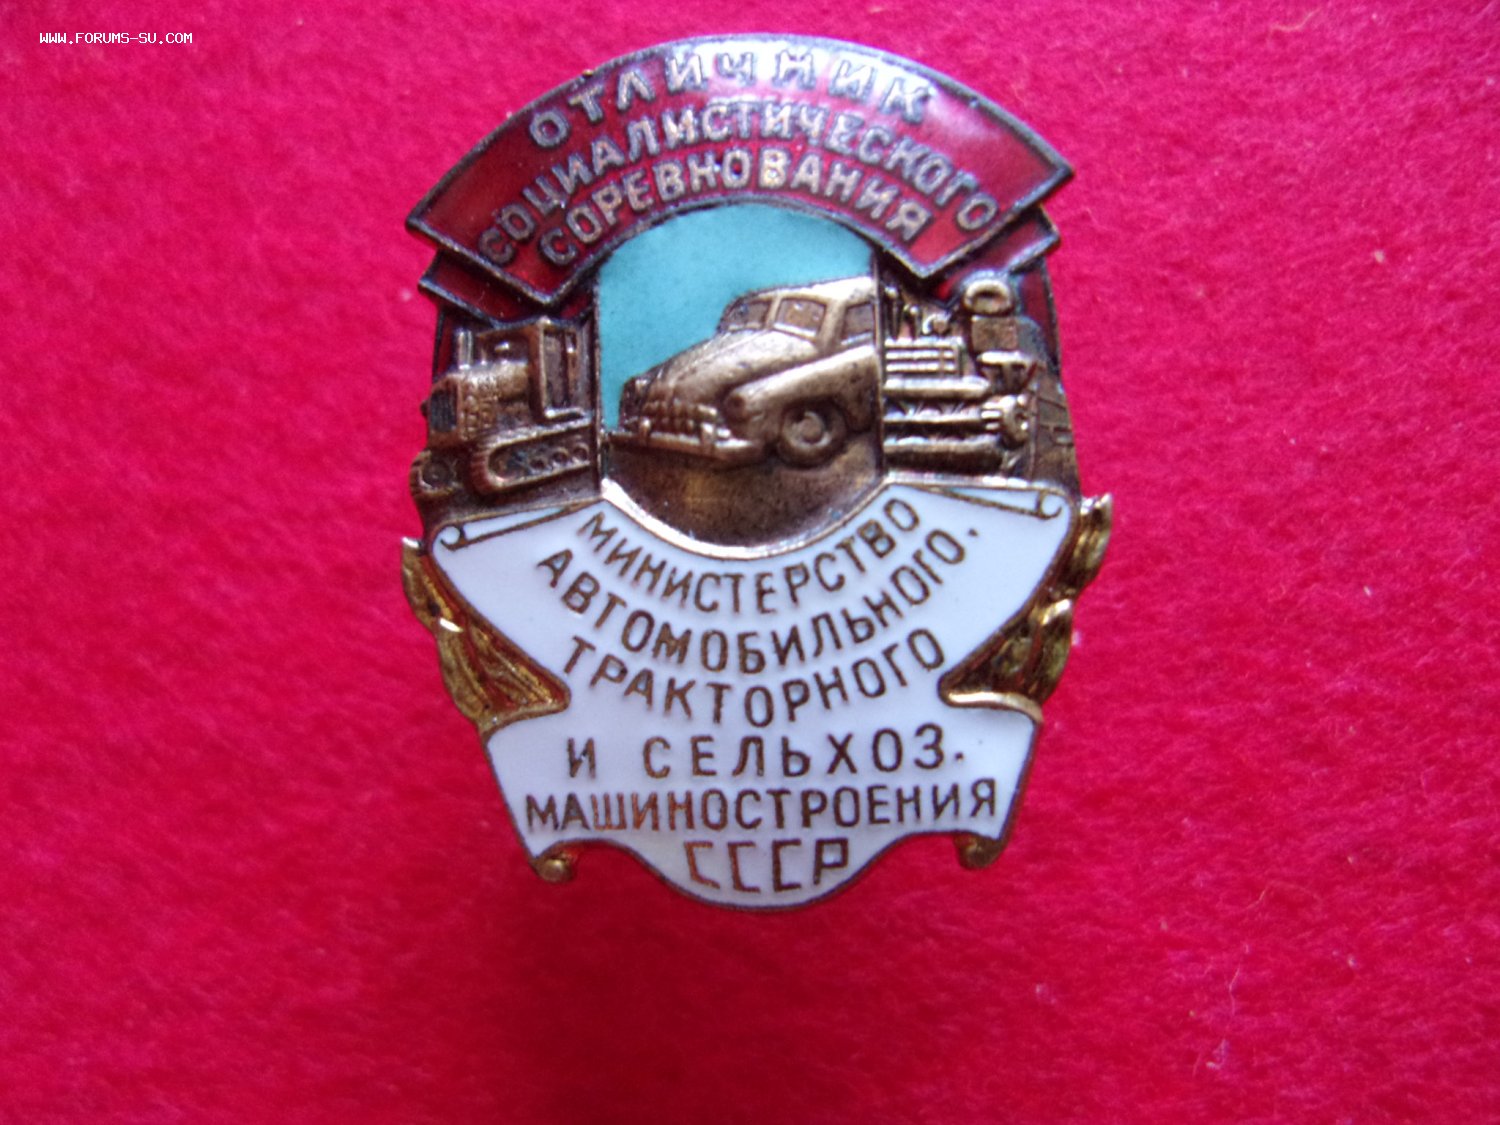 WWW.FORUMS-SU.COM
ОТЛИЧНИК
СОЦИАЛИСТИЧЕСКОГО
СОРЕВНОВАНИЯ
МИНИСТЕРСТВО
АВТОМОБИЛЬНОГО,
ТРАКТОРНОГО
И СЕЛЬХОЗ.
МАШИНОСТРОЕНИЯ
СССР